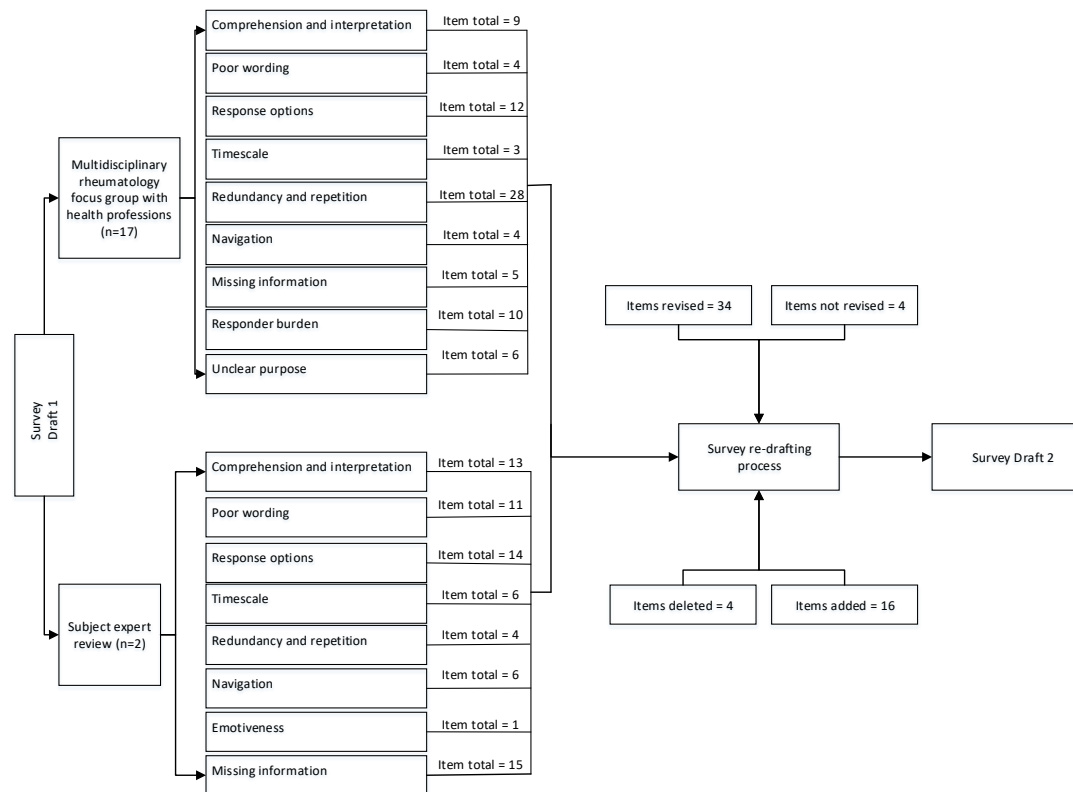 Survey
Draft 1
Multidisciplinary
rheumatology
focus group with
health professions
(n=17)
Comprehension and interpretation
Item total = 9
Poor wording
Item total = 4
Response options
Item total = 12
Timescale
Item total = 3
Redundancy and repetition
Item total = 28
Navigation
Item total = 4
Missing information
Item total = 5
Responder burden
Item total = 10
Unclear purpose
Item total = 6
Subject expert
review (n=2)
Comprehension and interpretation
Item total = 13
Poor wording
Item total = 11
Response options
Item total = 14
Timescale
Item total = 6
Redundancy and repetition
Item total = 4
Navigation
Item total = 6
Emotiveness
Item total = 1
Missing information
Item total = 15
Items revised = 34
Items not revised = 4
Survey re-drafting
process
Items deleted = 4
Items added = 16
Survey Draft 2